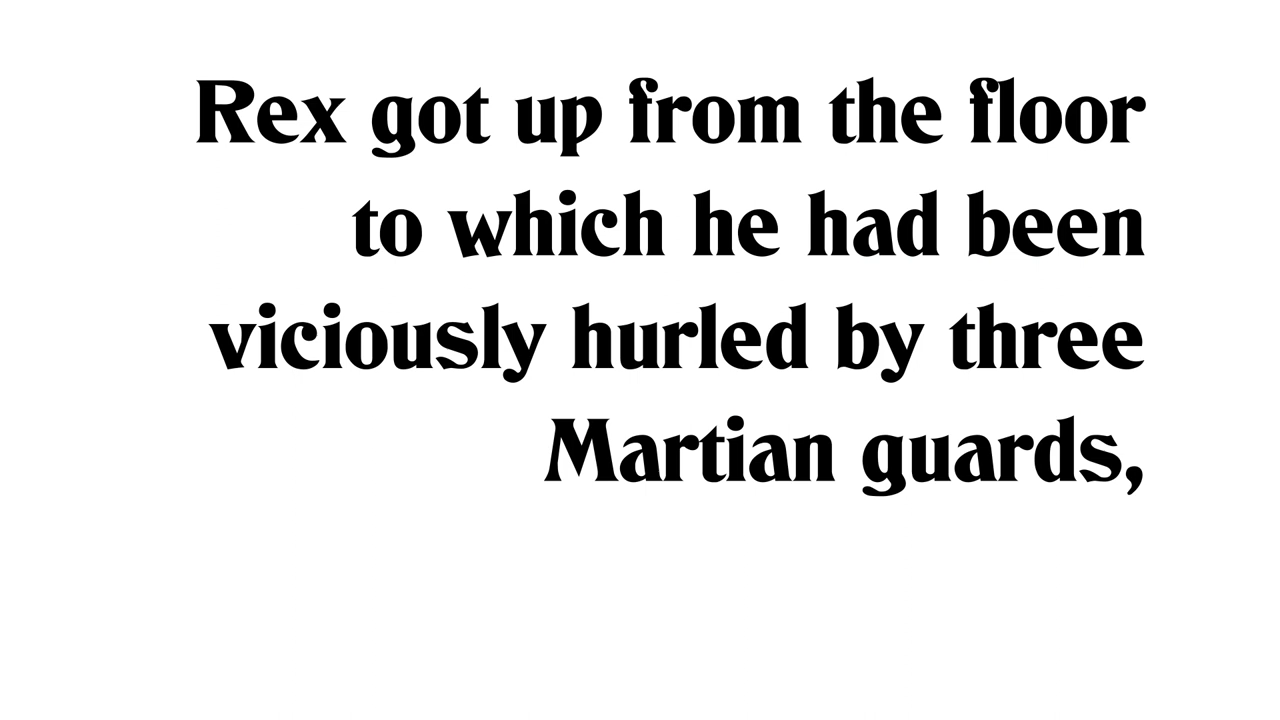 Rex got up from the floor
to which he had been
viciously hurled by three
Martian guards,